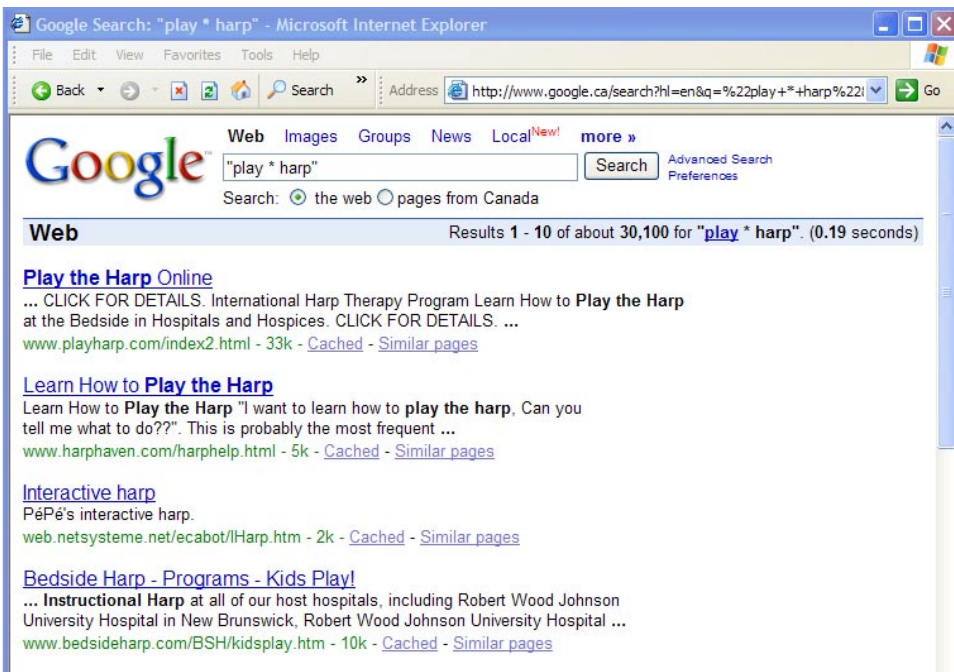 Google Search: "play * harp" - Microsoft Internet Explorer
File Edit View Favorites Tools Help
Back Search » Address http://www.google.ca/search?hl=en&q=%22play+*+harp%22& Go
Web Images Groups News Local New! more »
Google™
"play * harp" Search Advanced Search
Preferences
Search: the web pages from Canada
Web Results 1 - 10 of about 30,100 for "play * harp". (0.19 seconds)
Play the Harp Online
... CLICK FOR DETAILS. International Harp Therapy Program Learn How to Play the Harp
at the Bedside in Hospitals and Hospices. CLICK FOR DETAILS. ...
www.playharp.com/index2.html - 33k - Cached - Similar pages
Learn How to Play the Harp
Learn How to Play the Harp "I want to learn how to play the harp, Can you
tell me what to do??". This is probably the most frequent ...
www.harphaven.com/harphelp.html - 5k - Cached - Similar pages
Interactive harp
PéPé's interactive harp.
web.netsysteme.net/ecabot/IHarp.htm - 2k - Cached - Similar pages
Bedside Harp - Programs - Kids Play!
... Instructional Harp at all of our host hospitals, including Robert Wood Johnson
University Hospital in New Brunswick, Robert Wood Johnson University Hospital ...
www.bedsideharp.com/BSH/kidsplay.htm - 10k - Cached - Similar pages